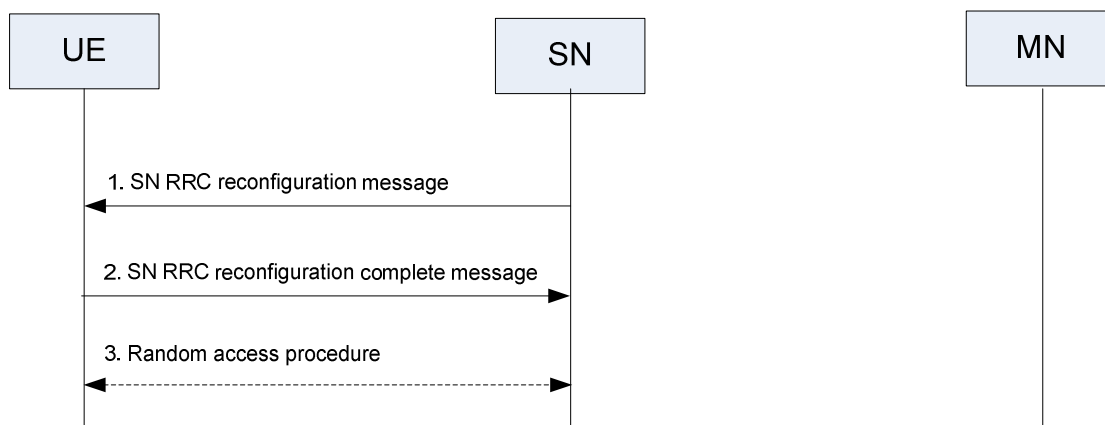 UE
SN
MN
1. SN RRC reconfiguration message
2. SN RRC reconfiguration complete message
3. Random access procedure